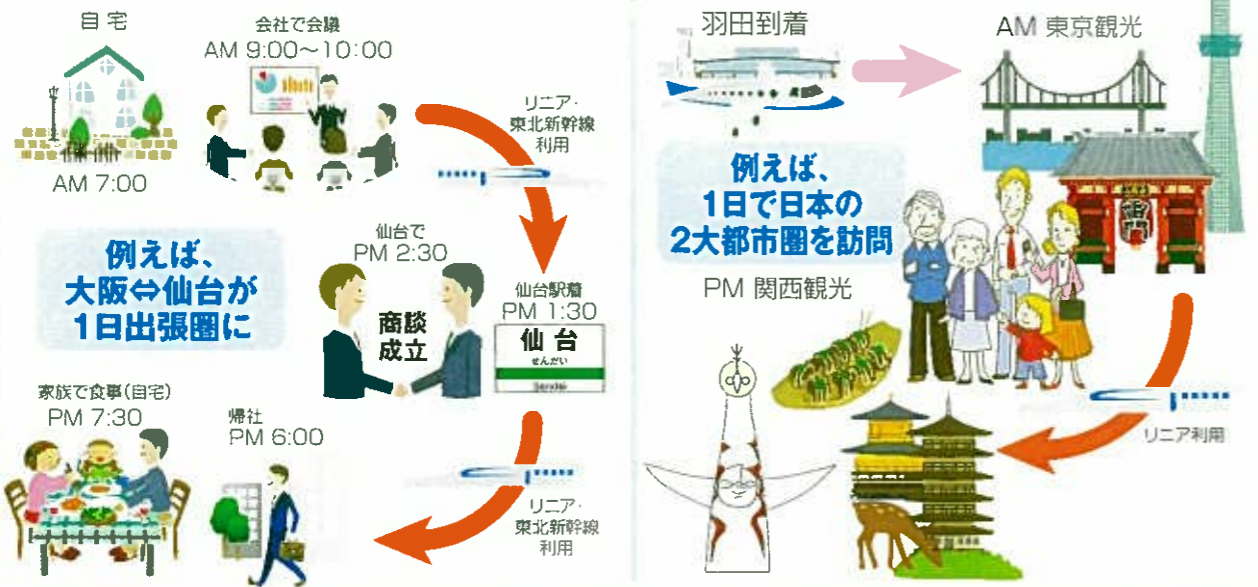 自宅
AM 7:00
会社で会議
AM 9:00〜10:00
リニア・
東北新幹線
利用
例えば、
大阪⇔仙台が
1日出張圏に
仙台で
PM 2:30
商談
成立
仙台駅着
PM 1:30
仙台
せんだい
Sendai
家族で食事(自宅)
PM 7:30
帰社
PM 6:00
リニア・
東北新幹線
利用
羽田到着
AM 東京観光
例えば、
1日で日本の
2大都市圏を訪問
PM 関西観光
リニア利用